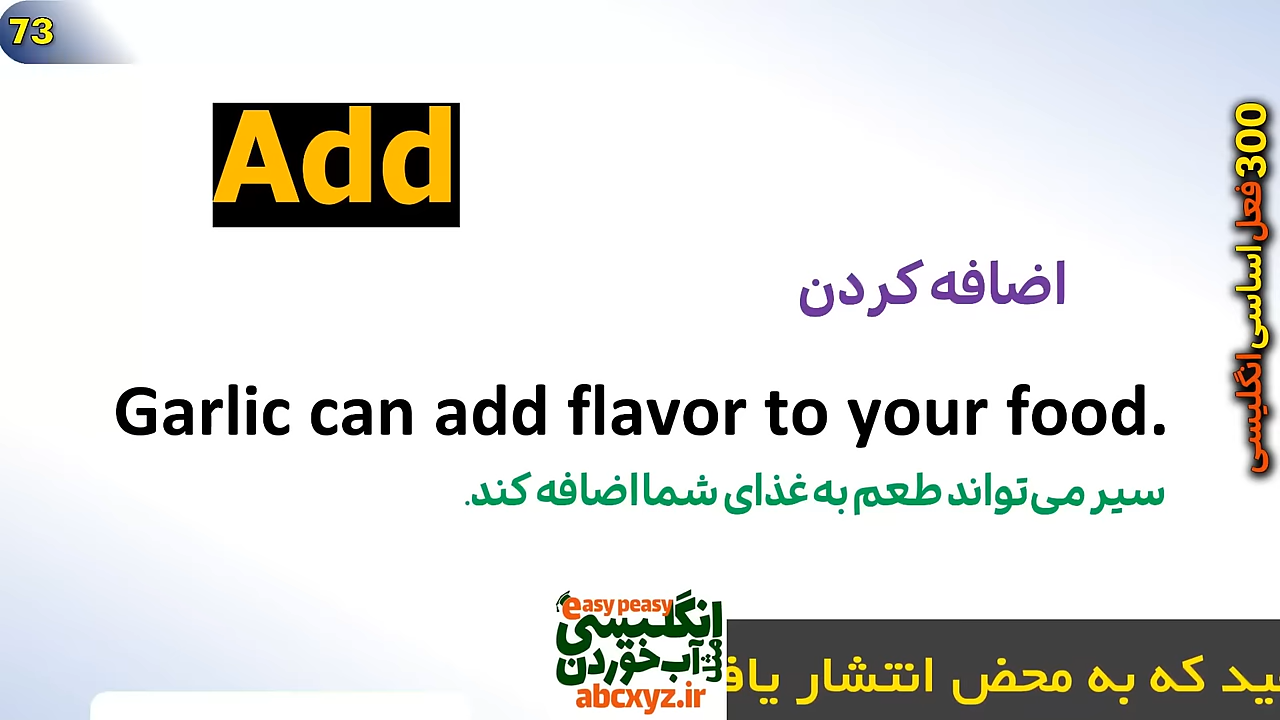 73
Add
300 فعل اساسی انگلیسی
اضافه کردن
Garlic can add flavor to your food.
سیر می‌تواند طعم به غذای شما اضافه کند.
easy peasy
انگلیسی
مثل آب خوردن
abcxyz.ir
که به محض انتشار